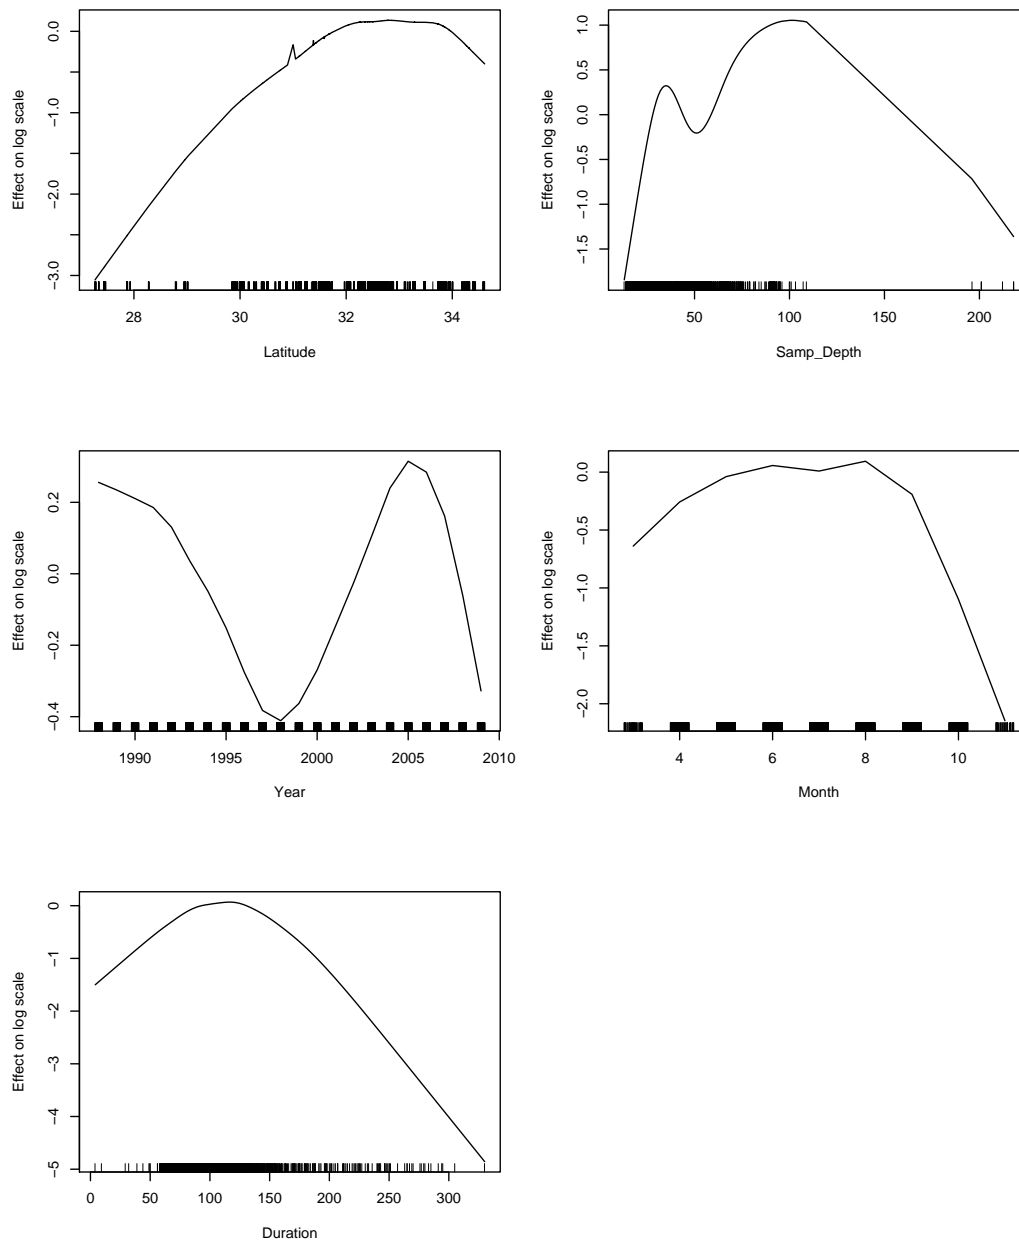 Effect on log scale
0.0
−1.0
−2.0
−3.0
28 30 32 34
Latitude
Effect on log scale
1.0
0.5
0.0
−0.5
−1.0
−1.5
50 100 150 200
Samp_Depth
Effect on log scale
0.2
0.0
−0.2
−0.4
1990 1995 2000 2005 2010
Year
Effect on log scale
0.0
−0.5
−1.0
−1.5
−2.0
4 6 8 10
Month
Effect on log scale
0
−1
−2
−3
−4
−5
0 50 100 150 200 250 300
Duration